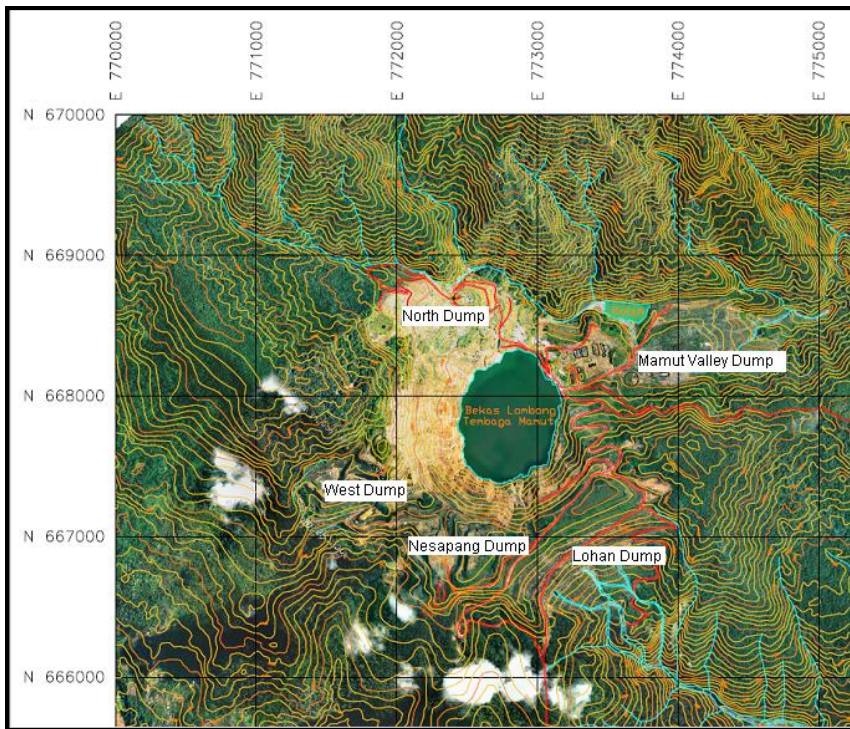 E 770000
E 771000
E 772000
E 773000
E 774000
E 775000
N 670000
N 669000
North Dump
Mamut Valley Dump
N 668000
Bekas Lombong
Tembaga Mamut
West Dump
N 667000
Nesapang Dump
Lohan Dump
N 666000